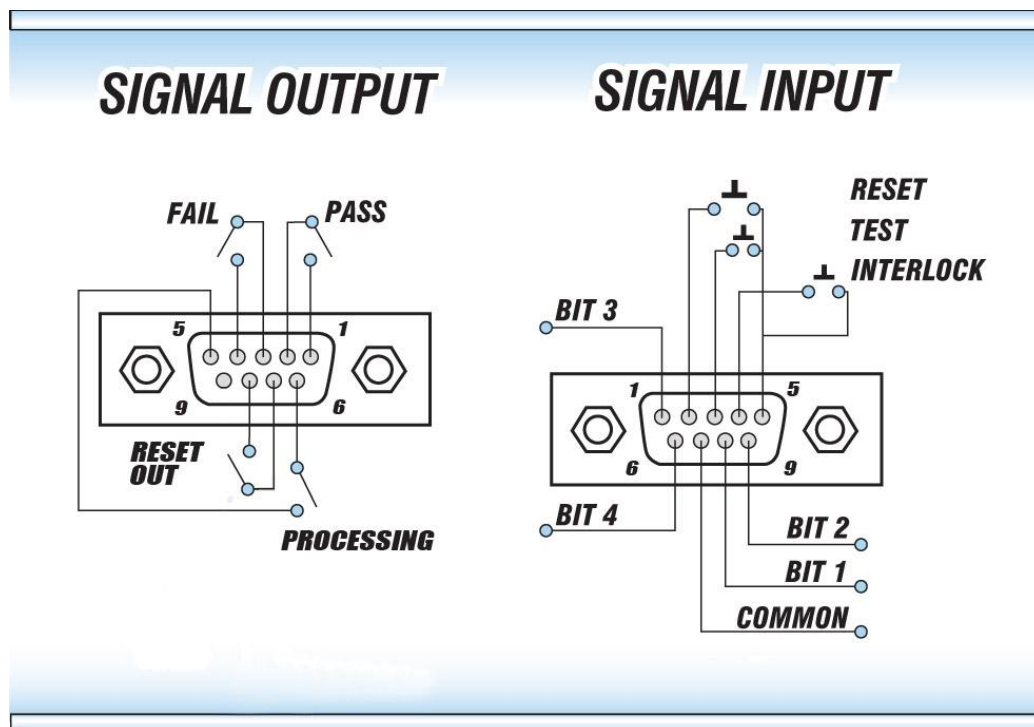 SIGNAL OUTPUT
FAIL
PASS
5
1
9
6
RESET
OUT
PROCESSING
SIGNAL INPUT
RESET
TEST
INTERLOCK
BIT 3
1
5
6
9
BIT 4
BIT 2
BIT 1
COMMON